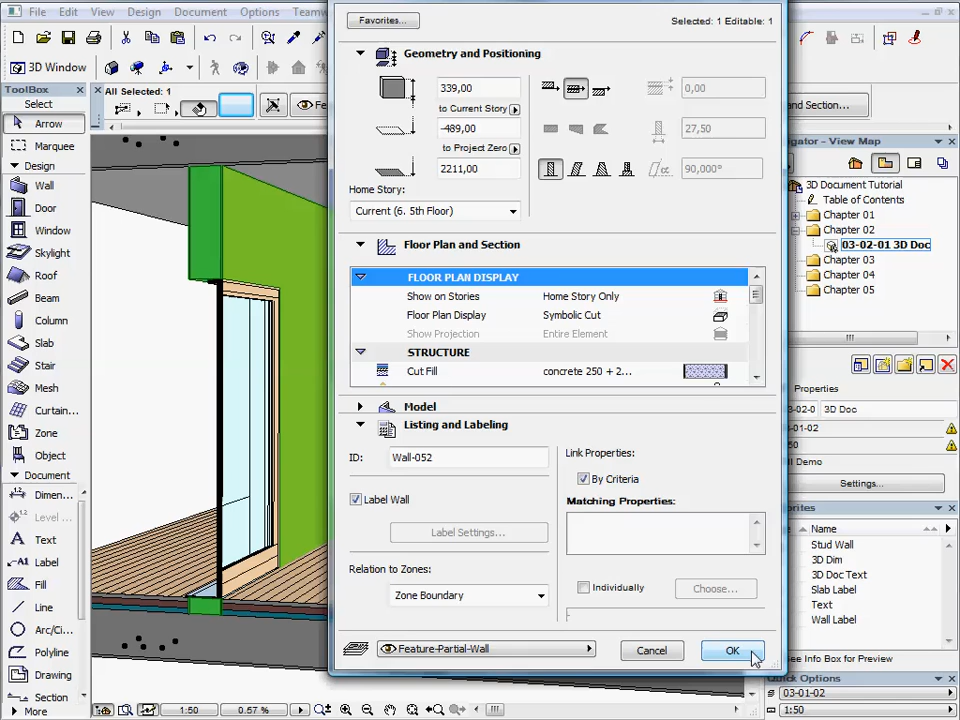 File Edit View Design Document Options Teamw
Favorites...
Selected: 1 Editable: 1
3D Window
ToolBox
Select
Arrow
Marquee
Design
Wall
Door
Window
Skylight
Roof
Beam
Column
Slab
Stair
Mesh
Curtain...
Zone
Object
Document
Dimen...
Level ...
Text
Label
Fill
Line
Arc/Ci...
Polyline
Drawing
Section
More
All Selected: 1
Fe
Geometry and Positioning
339,00
to Current Story
-489,00
to Project Zero
2211,00
0,00
27,50
90,000°
Home Story:
Current (6. 5th Floor)
Floor Plan and Section
FLOOR PLAN DISPLAY
Show on Stories Home Story Only
Floor Plan Display Symbolic Cut
Show Projection Entire Element
STRUCTURE
Cut Fill concrete 250 + 2...
Model
Listing and Labeling
ID: Wall-052
Label Wall
Label Settings...
Relation to Zones:
Zone Boundary
Link Properties:
By Criteria
Matching Properties:
Individually
Choose...
Feature-Partial-Wall
Cancel
OK
and Section...
igator - View Map
3D Document Tutorial
Table of Contents
Chapter 01
Chapter 02
03-02-01 3D Doc
Chapter 03
Chapter 04
Chapter 05
Properties
03-02-0 3D Doc
3-01-02
50
ll Demo
Settings...
orites
Name
Stud Wall
3D Dim
3D Doc Text
Slab Label
Text
Wall Label
See Info Box for Preview
Quick Options
03-01-02
1:50
1:50
0.57 %